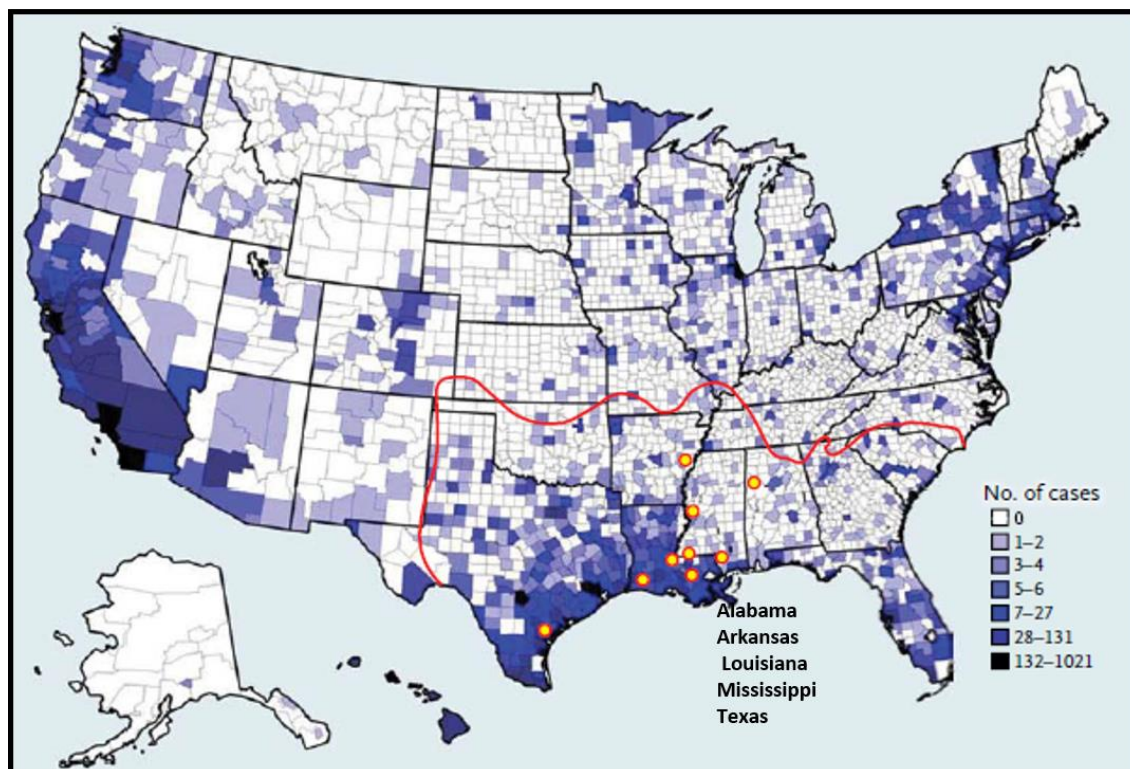 No. of cases
0
1–2
3–4
5–6
7–27
28–131
132–1021
Alabama
Arkansas
Louisiana
Mississippi
Texas